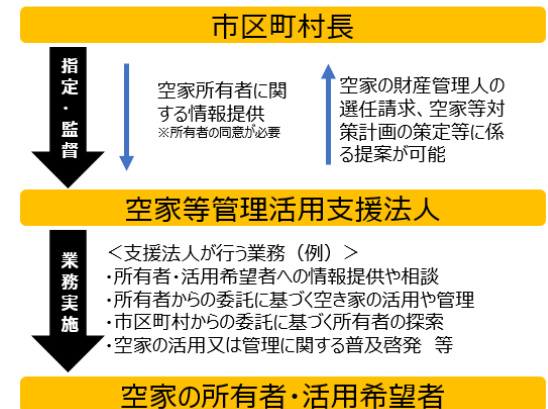 市区町村長
指定・監督
空家所有者に関
する情報提供
※所有者の同意が必要
空家の財産管理人の
選任請求、空家等対
策計画の策定等に係
る提案が可能
空家等管理活用支援法人
業務実施
＜支援法人が行う業務（例）＞
・所有者・活用希望者への情報提供や相談
・所有者からの委託に基づく空き家の活用や管理
・市区町村からの委託に基づく所有者の探索
・空家の活用又は管理に関する普及啓発　等
空家の所有者・活用希望者